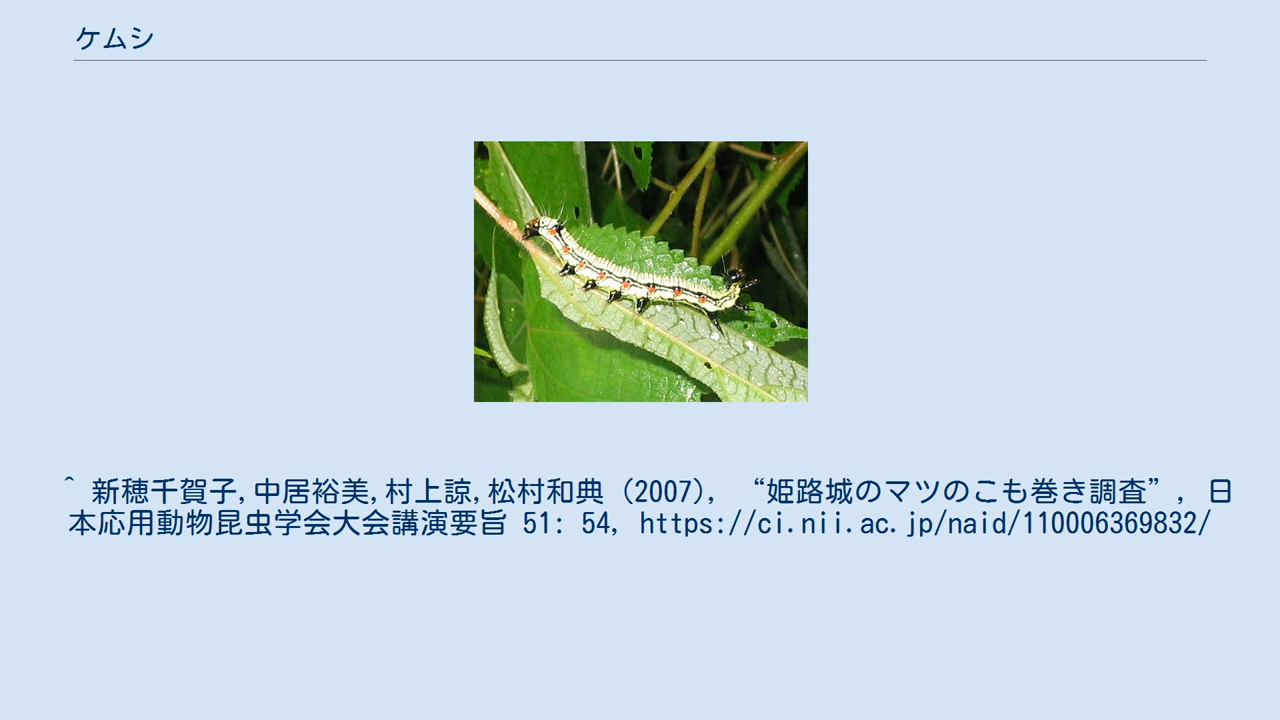 ケムシ
^ 新穂千賀子,中居裕美,村上諒,松村和典 (2007), “姫路城のマツのこも巻き調査”, 日
本応用動物昆虫学会大会講演要旨 51: 54, https://ci.nii.ac.jp/naid/110006369832/